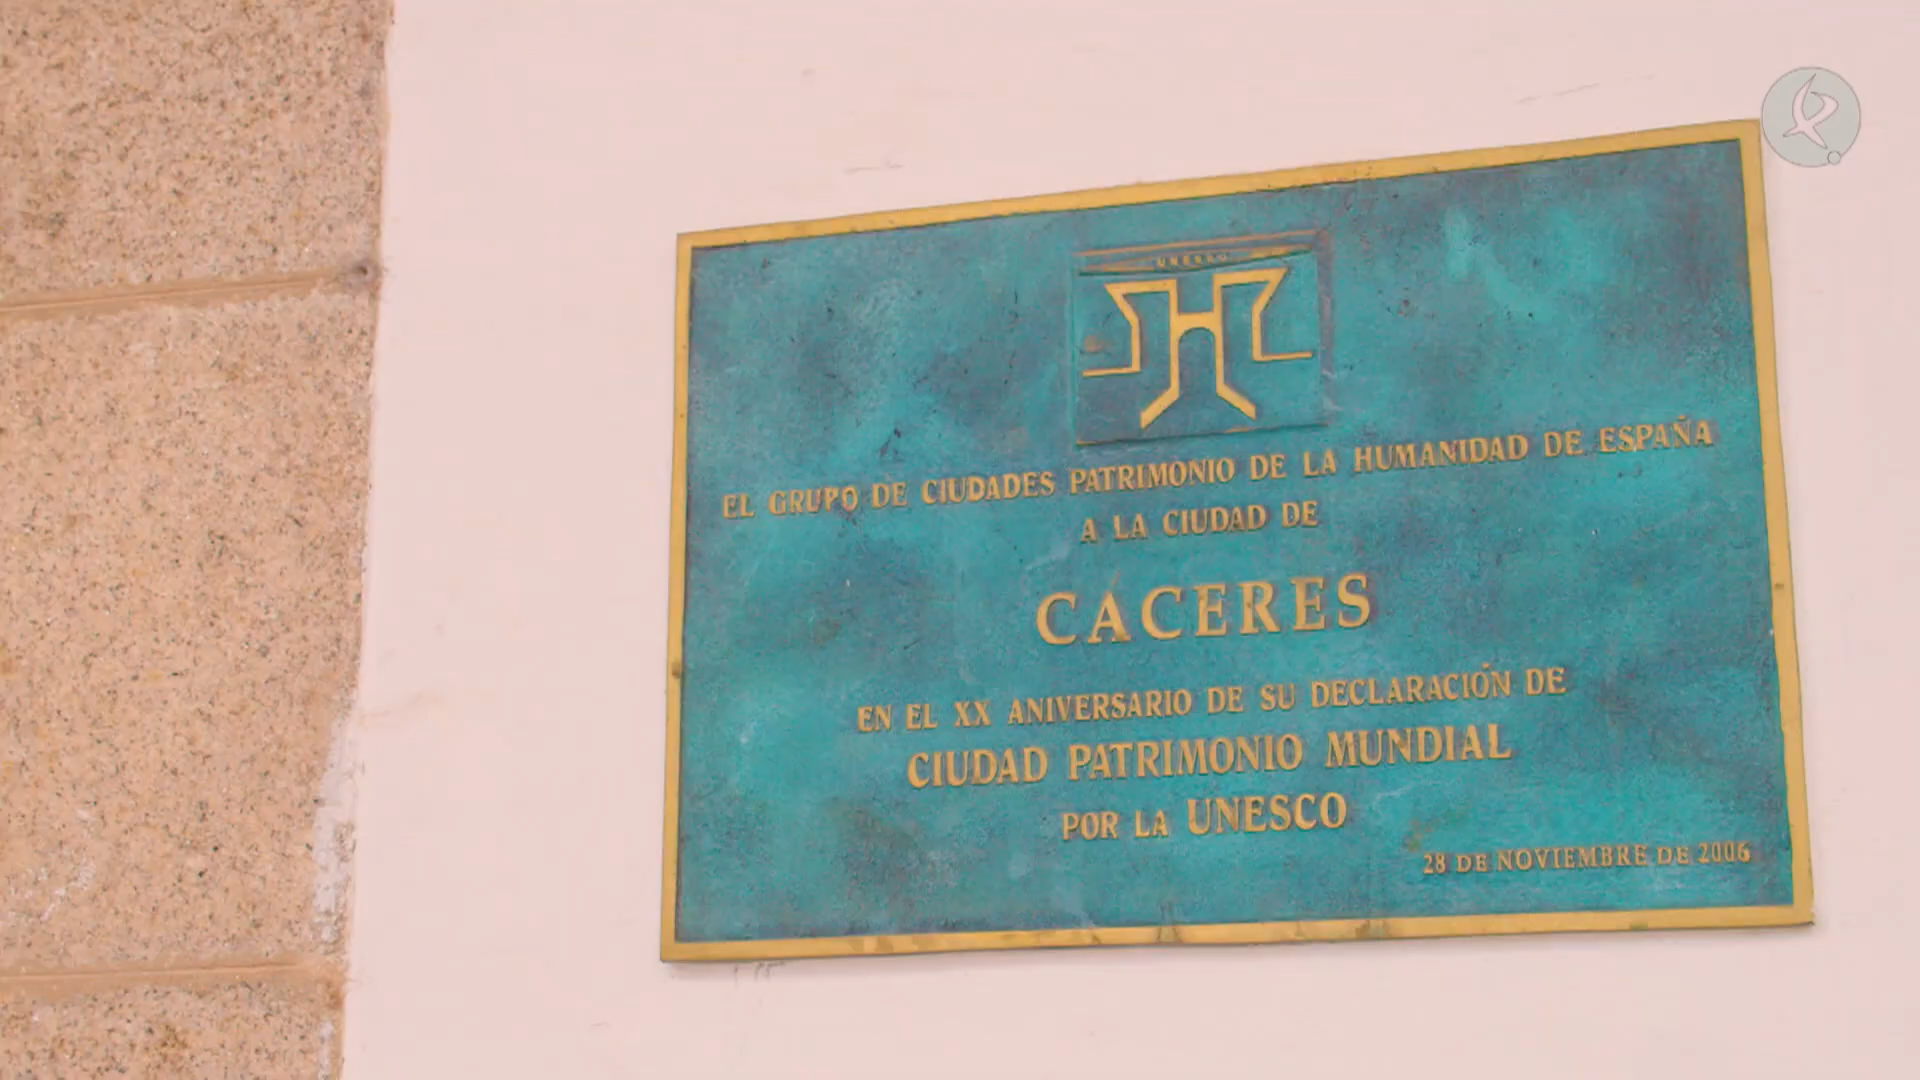 UNESCO
EL GRUPO DE CIUDADES PATRIMONIO DE LA HUMANIDAD DE ESPAÑA
A LA CIUDAD DE
CÁCERES
EN EL XX ANIVERSARIO DE SU DECLARACIÓN DE
CIUDAD PATRIMONIO MUNDIAL
POR LA UNESCO
28 DE NOVIEMBRE DE 2006